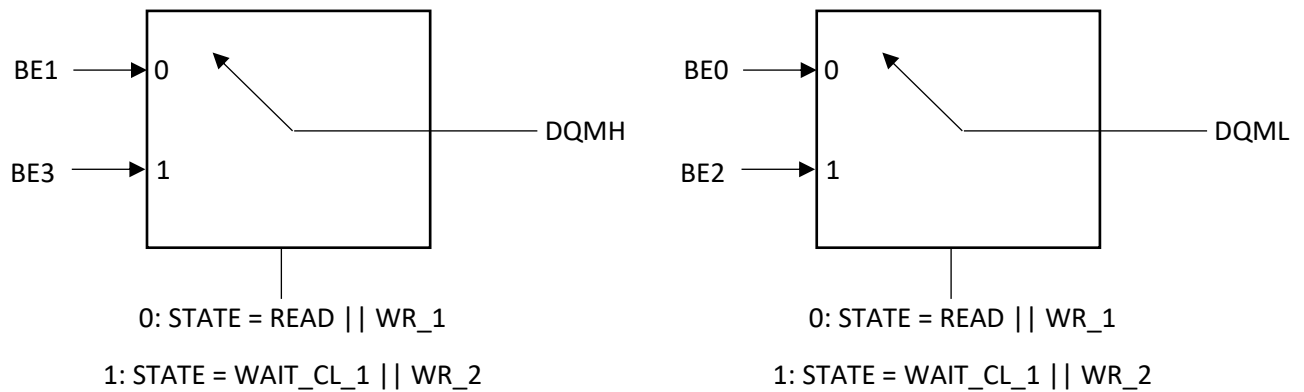 BE1
0
DQMH
BE3
1
0: STATE = READ || WR_1
1: STATE = WAIT_CL_1 || WR_2
BE0
0
DQML
BE2
1
0: STATE = READ || WR_1
1: STATE = WAIT_CL_1 || WR_2